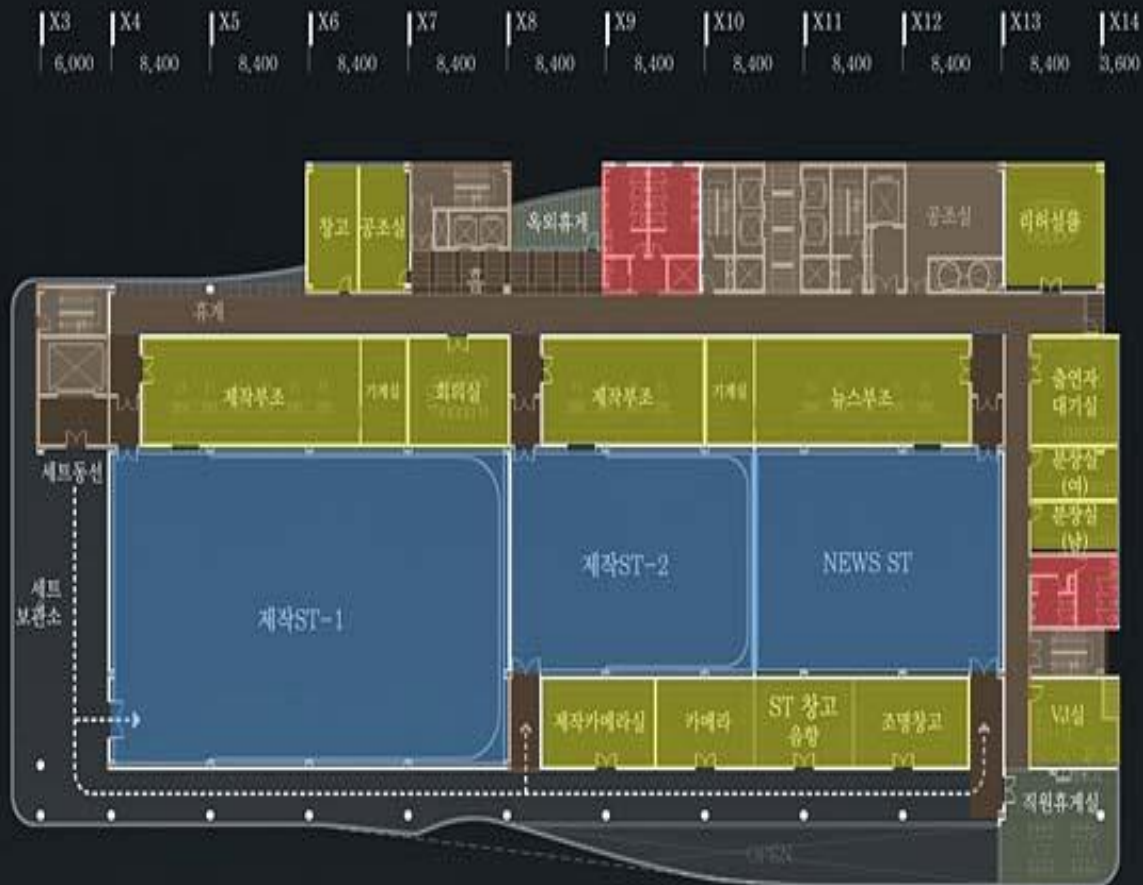 X3 X4 X5 X6 X7 X8 X9 X10 X11 X12 X13 X14
6,000 8,400 8,400 8,400 8,400 8,400 8,400 8,400 8,400 8,400 8,400 3,600
창고 공조실 옥외휴게 공조실 리허설룸
홀
휴게
제작부조 기계실 회의실 제작부조 기계실 뉴스부조
출연자
대기실
분장실
(여)
분장실
(남)
세트동선
세트
보관소
제작ST-1
제작ST-2
NEWS ST
제작카메라실 카메라
ST 창고
음향
조명창고
VJ실
직원휴게실
OPEN